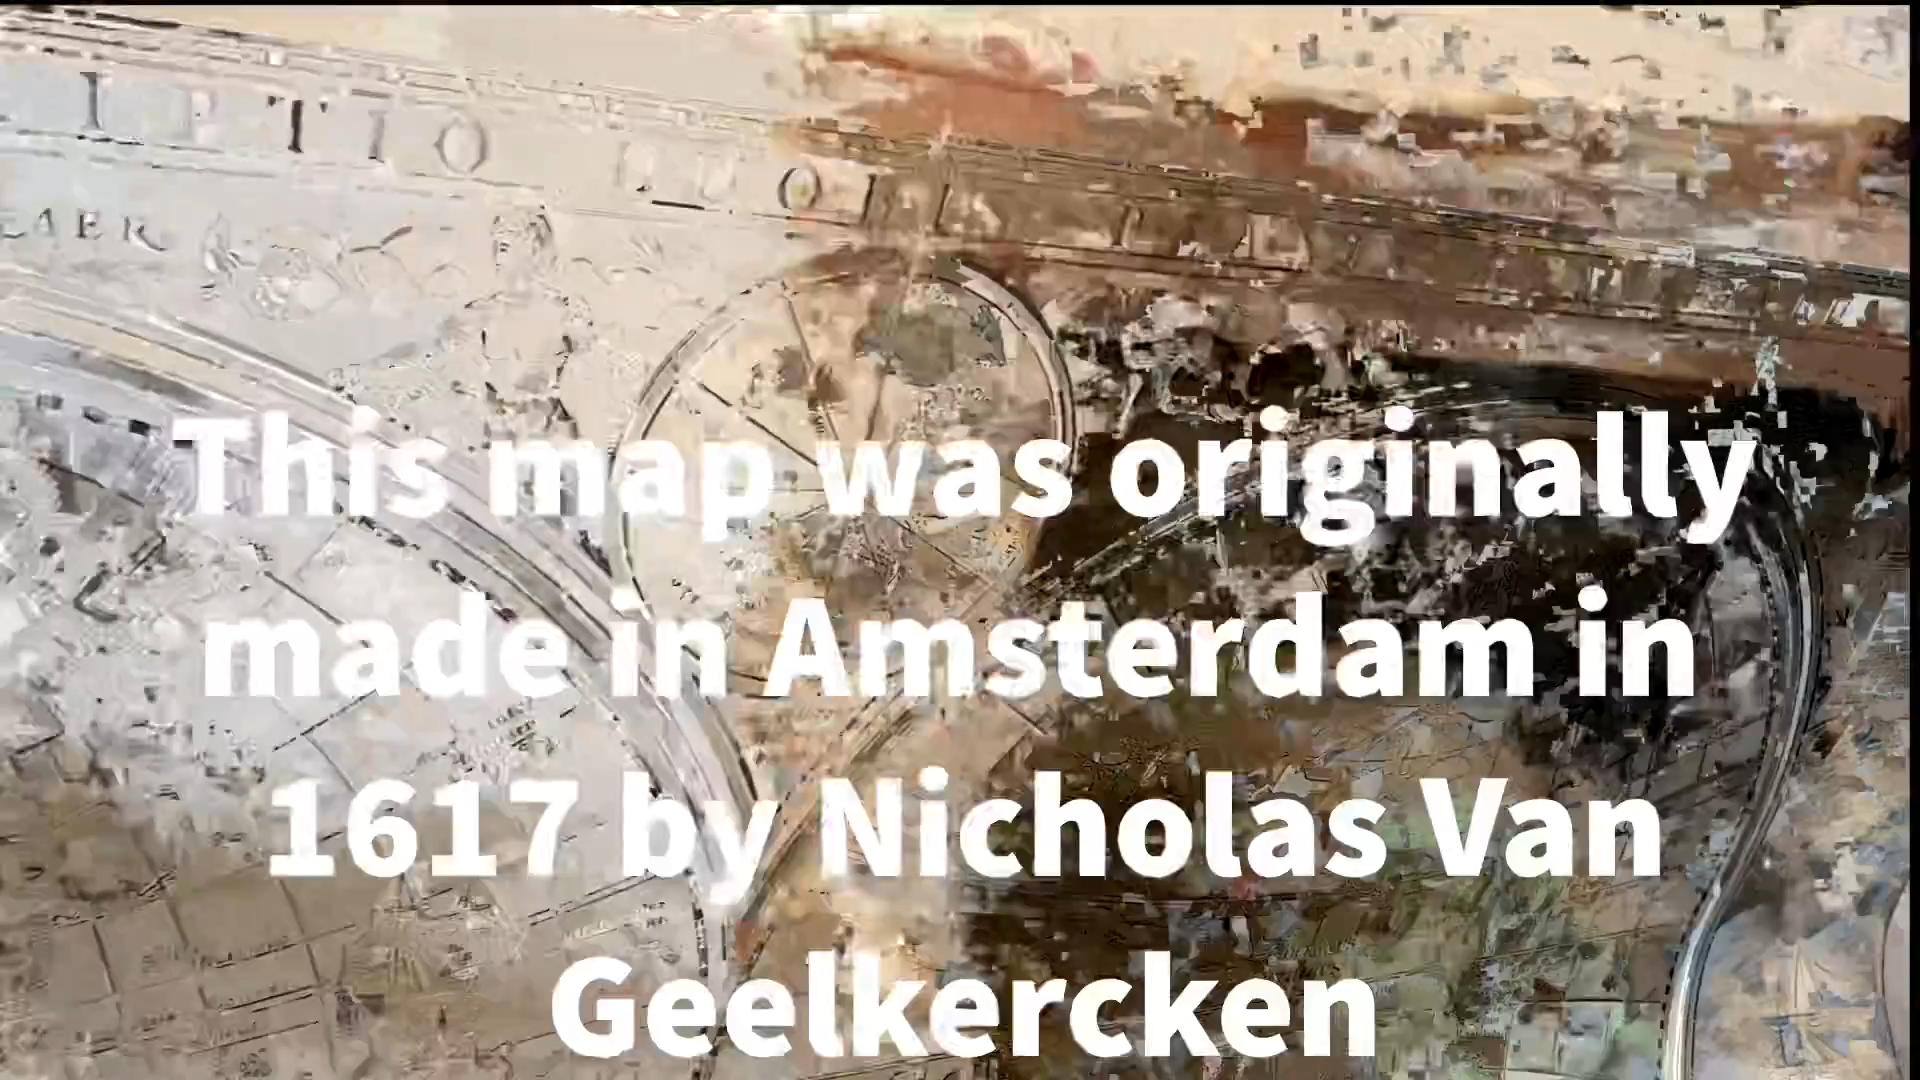 This map was originally
made in Amsterdam in
1617 by Nicholas Van
Geelkercken